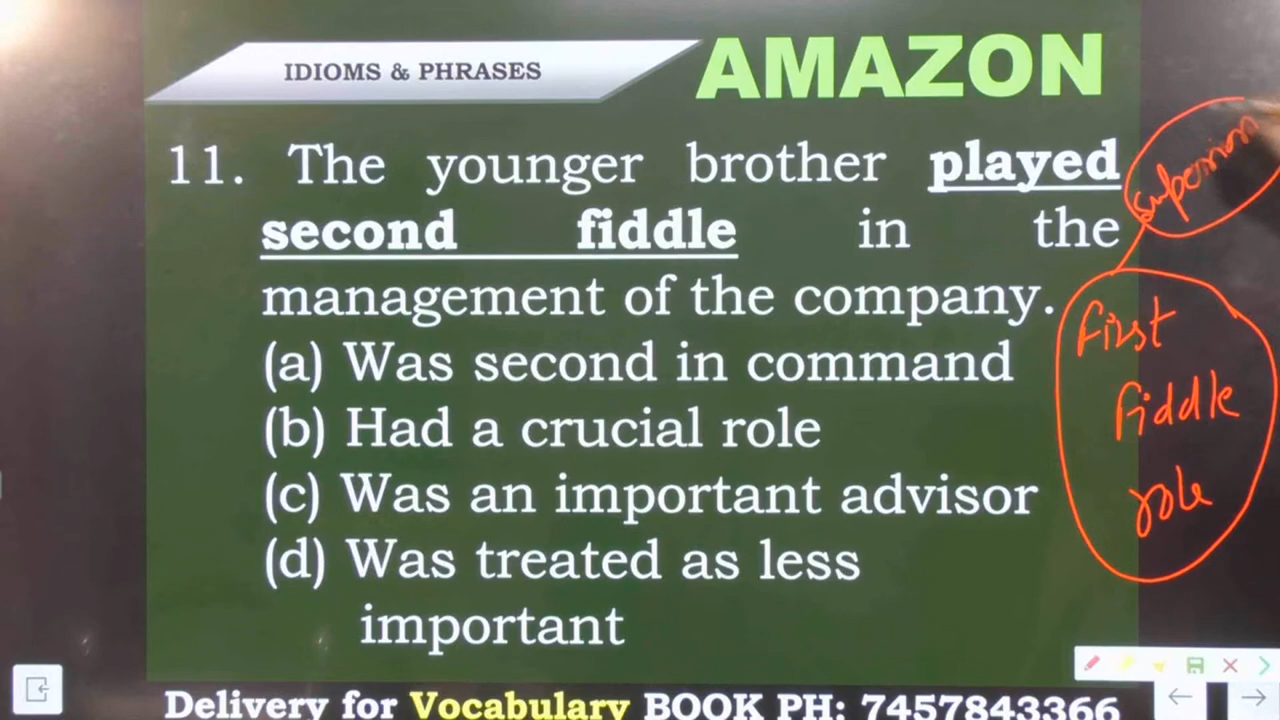 IDIOMS & PHRASES
AMAZON
11. The younger brother played
second fiddle in the
management of the company.
(a) Was second in command
(b) Had a crucial role
(c) Was an important advisor
(d) Was treated as less
important
First
fiddle
role
Delivery for Vocabulary BOOK PH: 7457843366